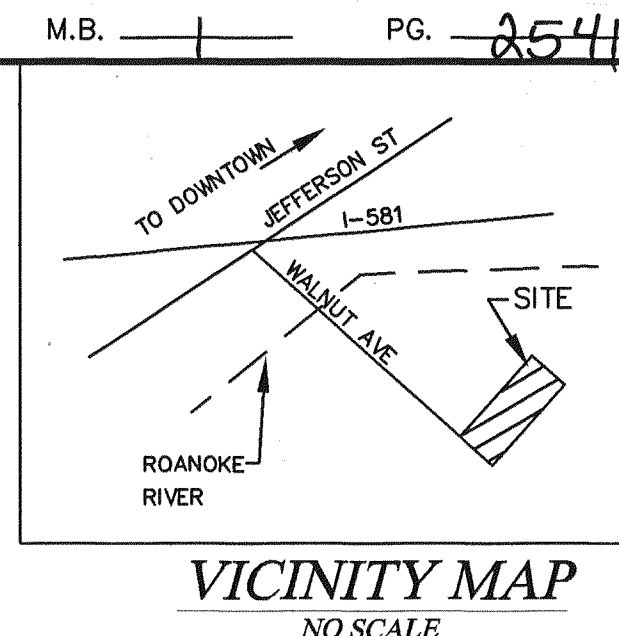 M.B. 1 PG. 2541
TO DOWNTOWN
JEFFERSON ST
I-581
WALNUT AVE
SITE
ROANOKE
RIVER
VICINITY MAP
NO SCALE